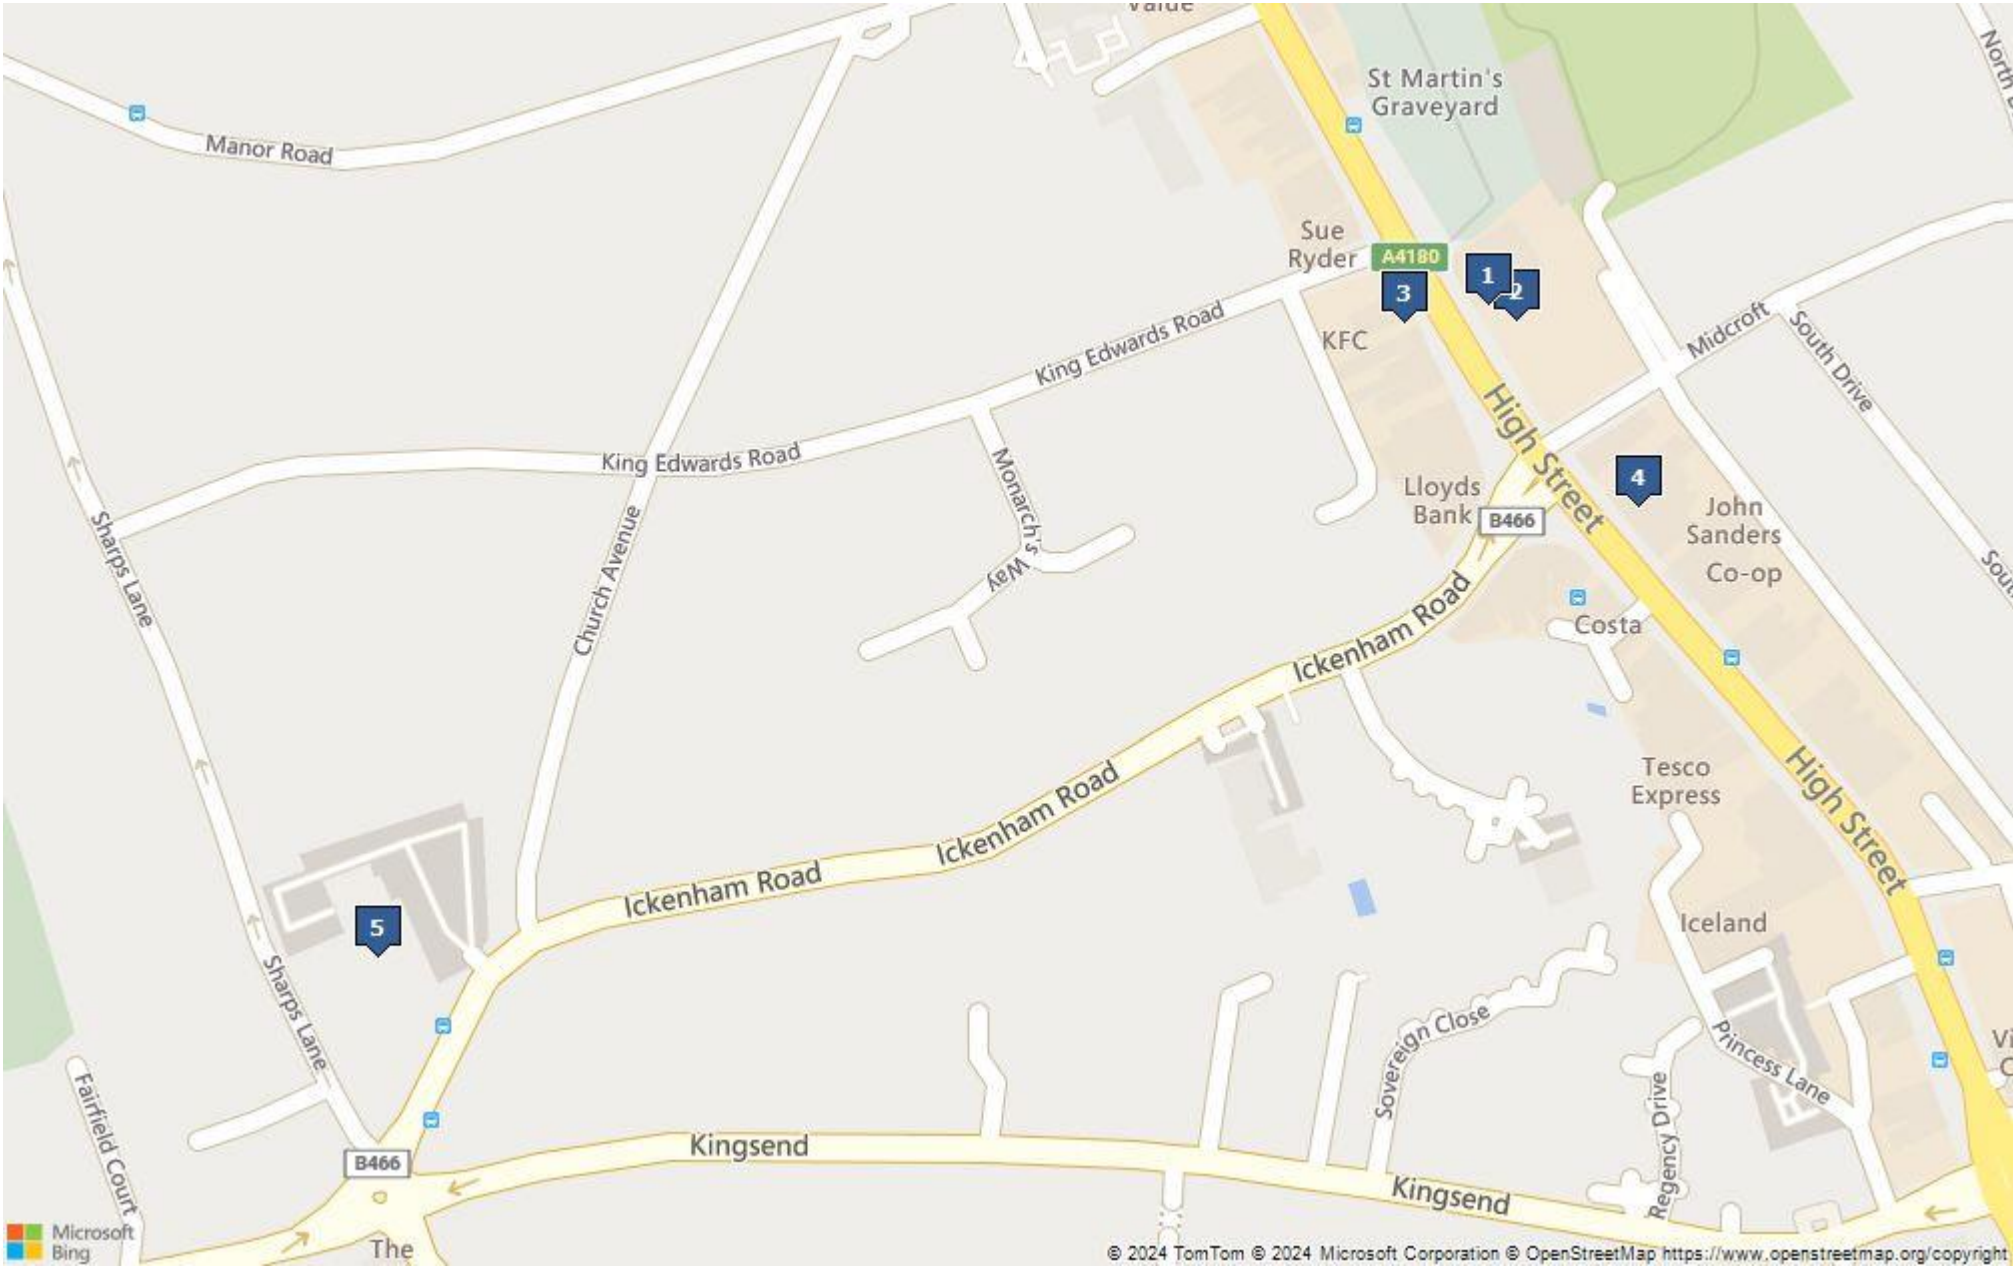 Value
St Martin's
Graveyard
North
Manor Road
Sue
Ryder
A4180
1
2
3
KFC
King Edwards Road
Midcroft
South Drive
High Street
King Edwards Road
Monarch's
Way
Lloyds
Bank
B466
4
John
Sanders
Co-op
Sharps Lane
Church Avenue
Ickenham Road
Costa
Tesco
Express
High Street
Ickenham Road
Ickenham Road
5
Iceland
Sharps Lane
Sovereign Close
Princess Lane
Fairfield Court
Regency Drive
Kingsend
B466
Kingsend
The
Microsoft
Bing
© 2024 TomTom © 2024 Microsoft Corporation © OpenStreetMap https://www.openstreetmap.org/copyright